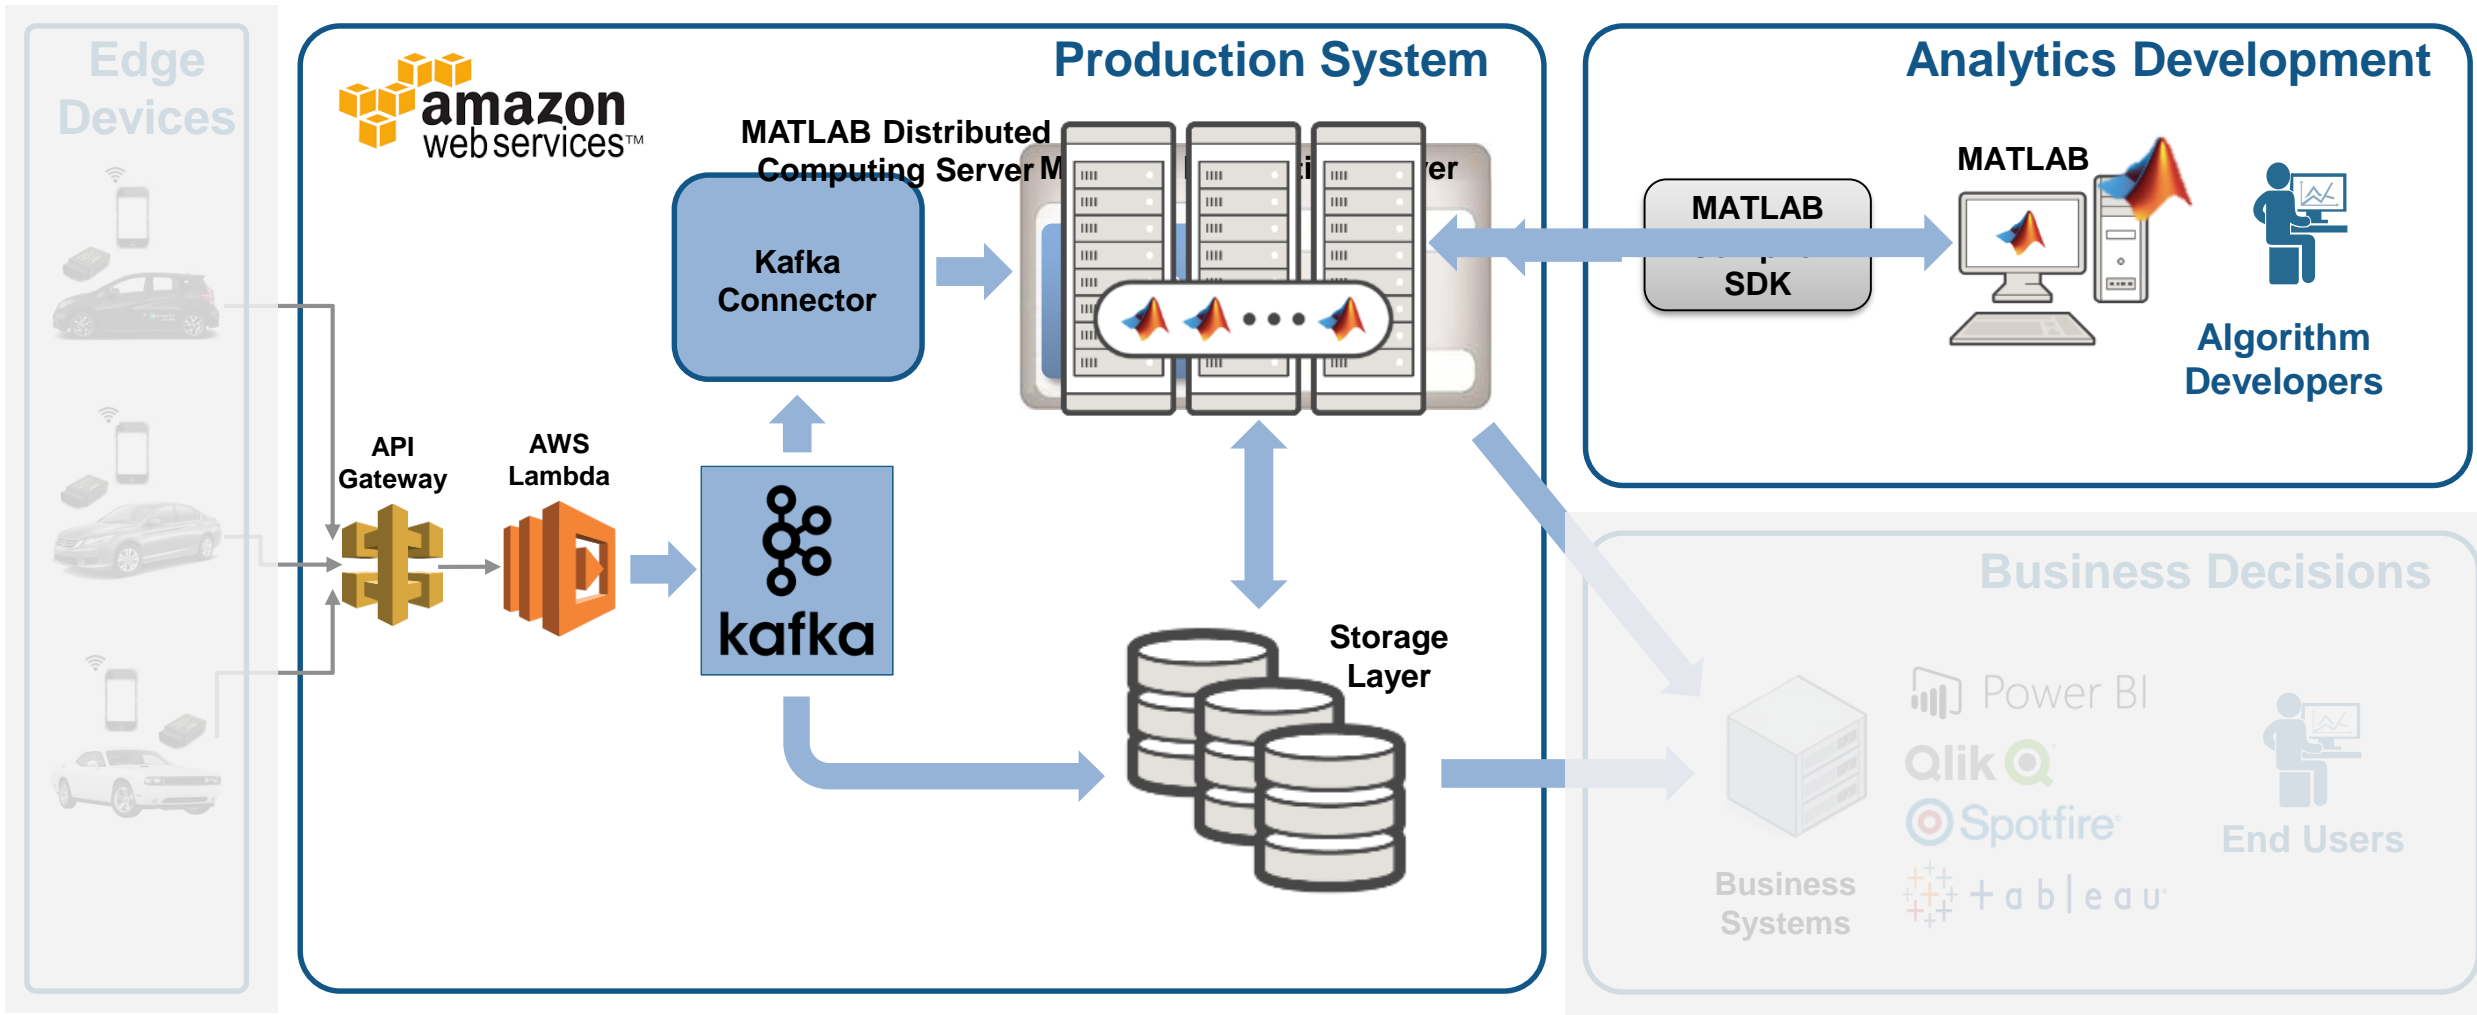 Edge
Devices
amazon
web services™
Production System
MATLAB Distributed
Computing Server
Kafka
Connector
API
Gateway
AWS
Lambda
kafka
Storage
Layer
Analytics Development
MATLAB
SDK
MATLAB
Algorithm
Developers
Business Decisions
Power BI
Qlik
Spotfire
tableau
Business
Systems
End Users